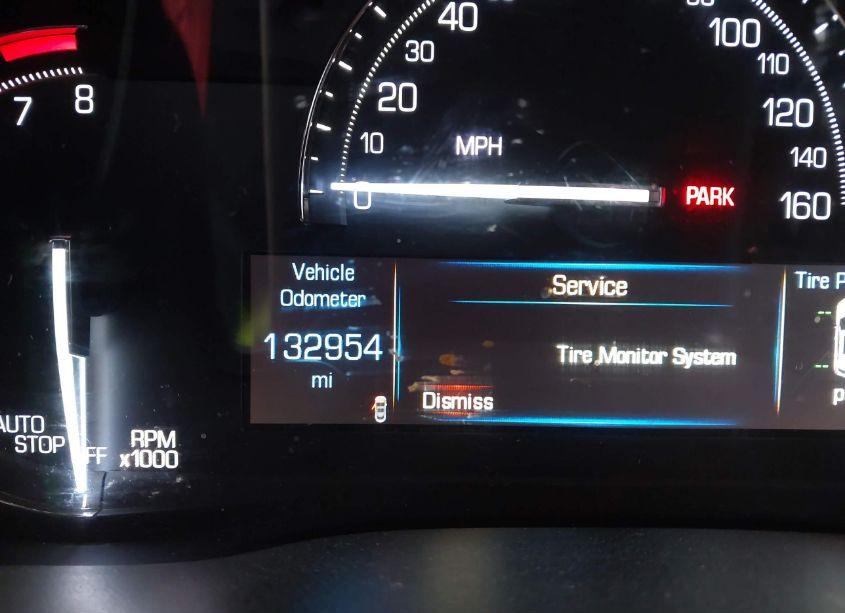 40
100
30
110
7
8
20
120
10
MPH
140
0
PARK
160
Vehicle
Odometer
132954
mi
Service
Tire Monitor System
Dismiss
Tire P
--
--
p
AUTO
STOP
FF
RPM
x1000